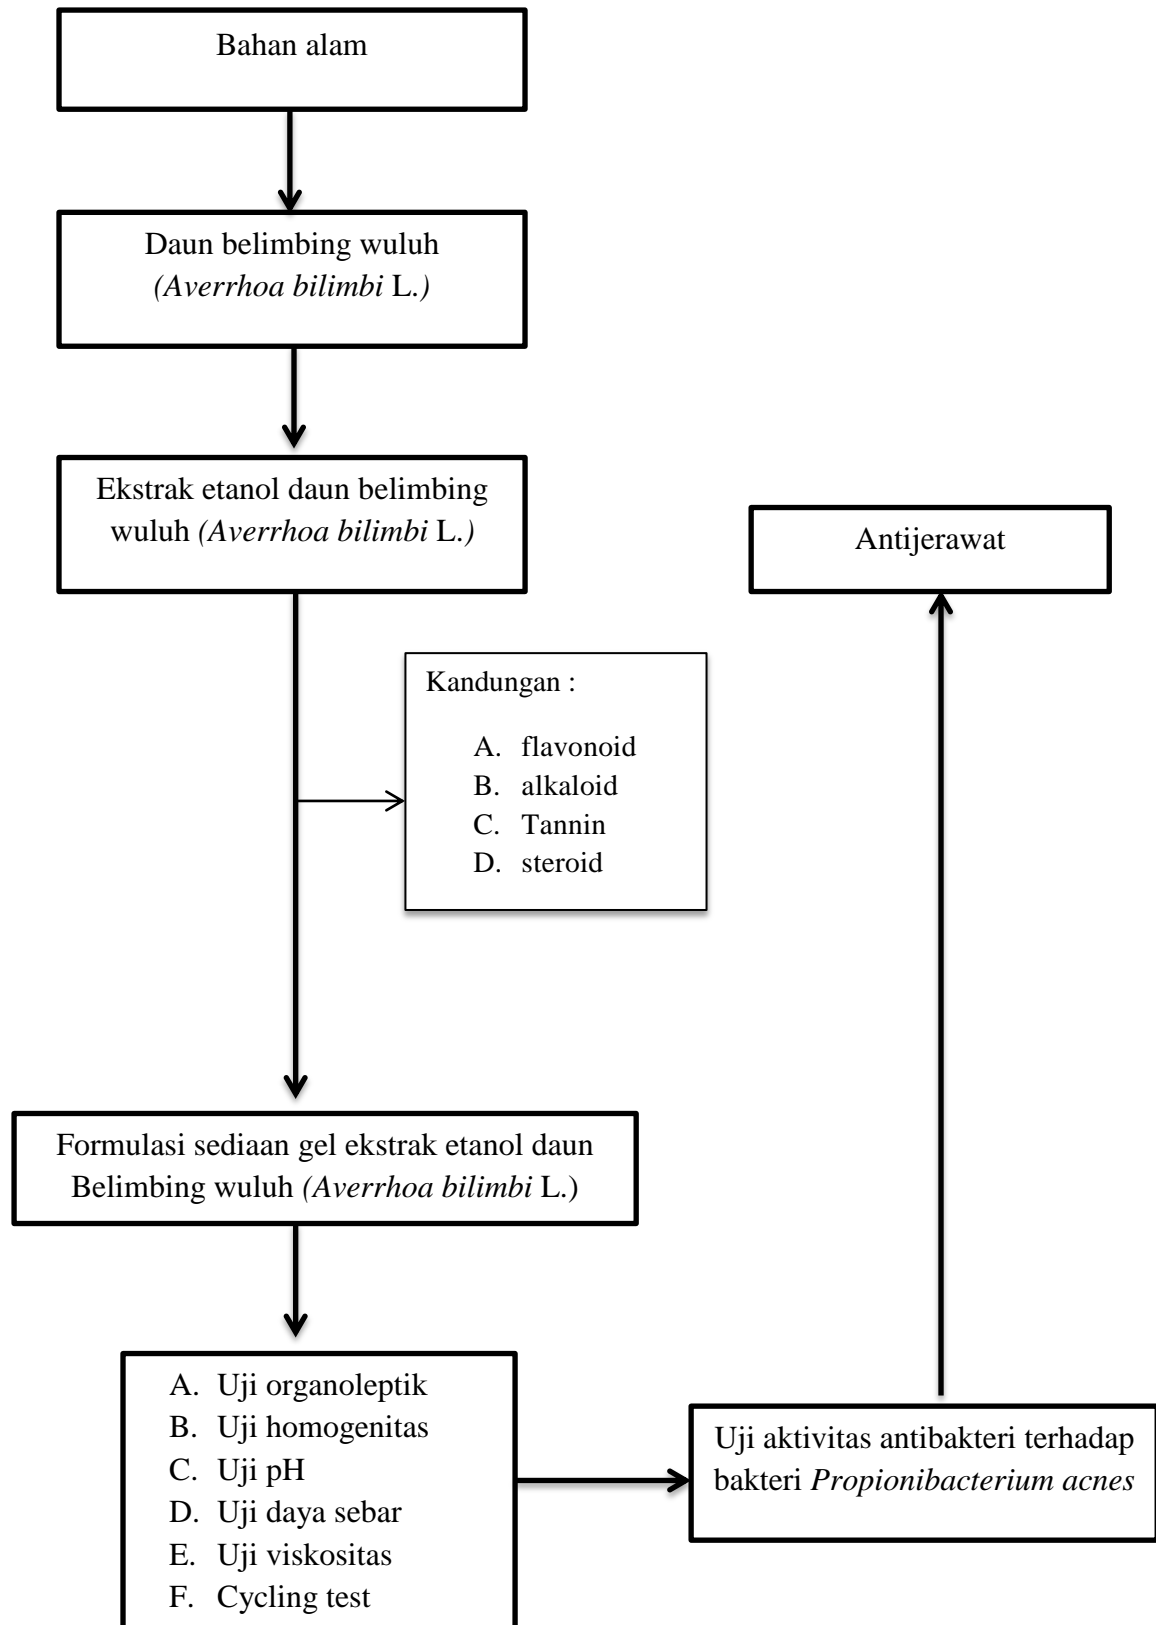 Bahan alam
Daun belimbing wuluh
(Averrhoa bilimbi L.)
Ekstrak etanol daun belimbing
wuluh (Averrhoa bilimbi L.)
Antijerawat
Kandungan :
A. flavonoid
B. alkaloid
C. Tannin
D. steroid
Formulasi sediaan gel ekstrak etanol daun
Belimbing wuluh (Averrhoa bilimbi L.)
A. Uji organoleptik
B. Uji homogenitas
C. Uji pH
D. Uji daya sebar
E. Uji viskositas
F. Cycling test
Uji aktivitas antibakteri terhadap
bakteri Propionibacterium acnes